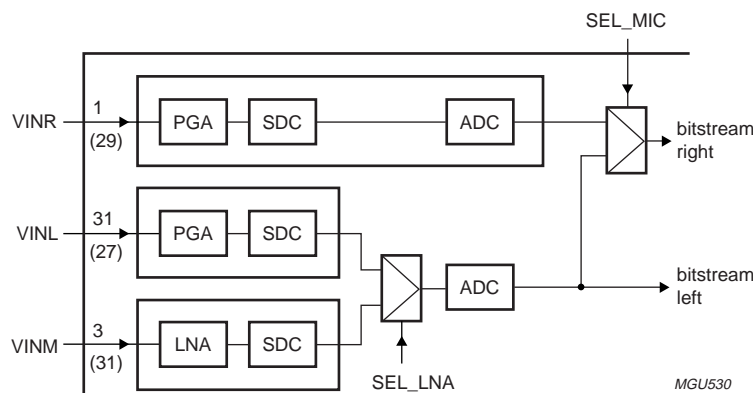 SEL_MIC
VINR
1
(29)
PGA
SDC
ADC
bitstream
right
VINL
31
(27)
PGA
SDC
ADC
bitstream
left
VINM
3
(31)
LNA
SDC
SEL_LNA
MGU530